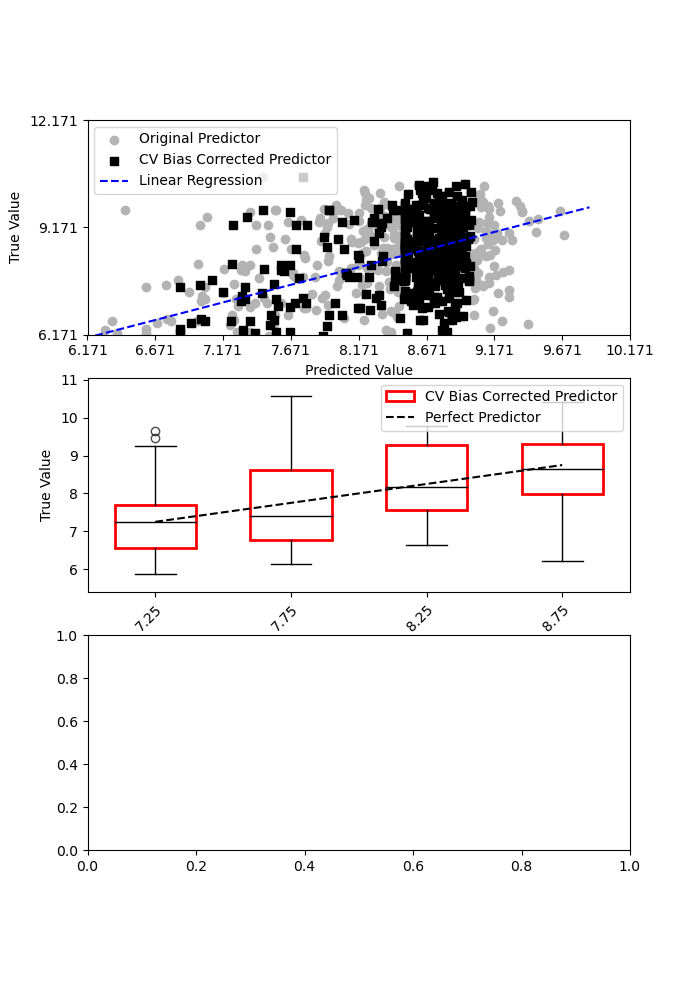 12.171
9.171
6.171
True Value
Original Predictor
CV Bias Corrected Predictor
Linear Regression
6.171 6.671 7.171 7.671 8.171 8.671 9.171 9.671 10.171
Predicted Value
11
10
9
8
7
6
True Value
CV Bias Corrected Predictor
Perfect Predictor
7.25 7.75 8.25 8.75
1.0
0.8
0.6
0.4
0.2
0.0
0.0 0.2 0.4 0.6 0.8 1.0